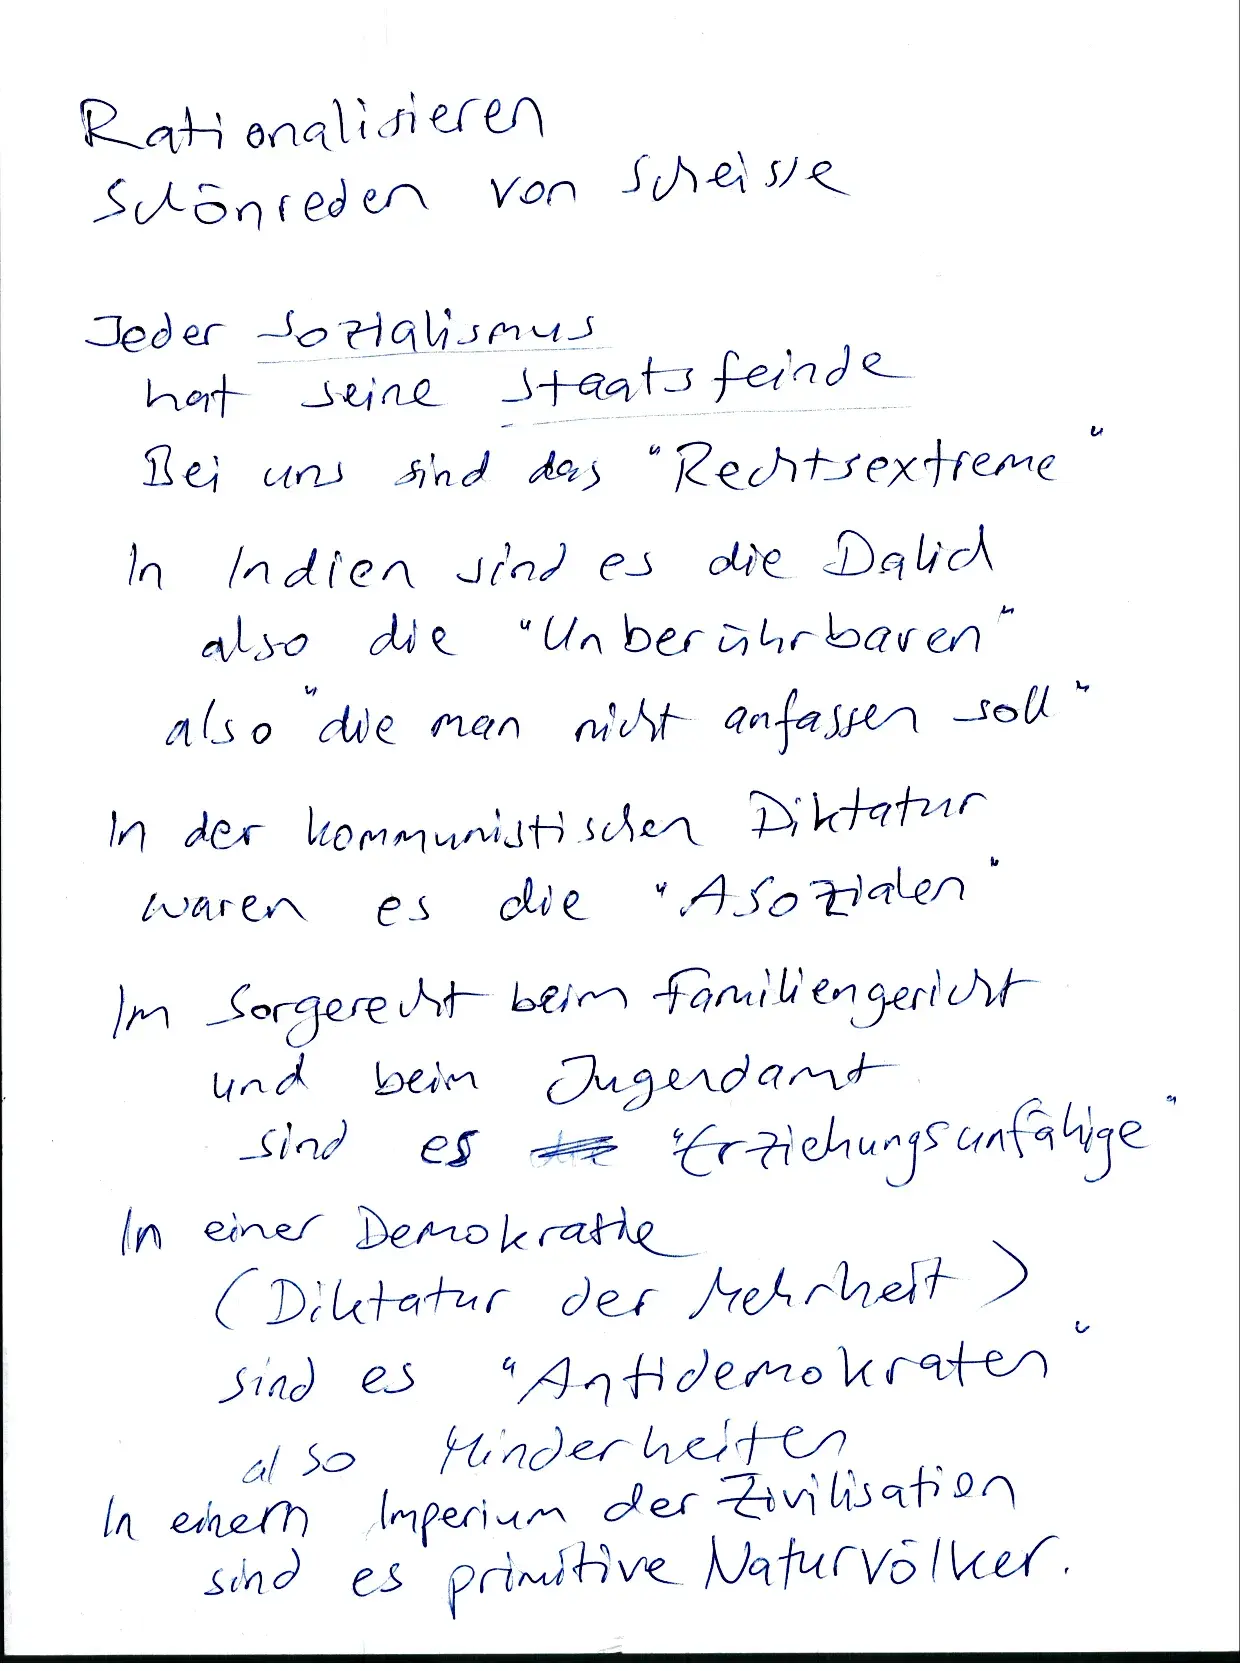 Rationalisieren
Schönreden von Scheisse
Jeder Sozialismus
hat seine Staatsfeinde
Bei uns sind das "Rechtsextreme"
In Indien sind es die Dalid
also die "Unberührbaren"
also "die man nicht anfassen soll"
In der kommunistischen Diktatur
waren es die "Asozialen"
Im Sorgerecht beim Familiengericht
und beim Jugendamt
sind es "Erziehungsunfähige"
In einer Demokratie
(Diktatur der Mehrheit)
sind es "Antidemokraten"
also Minderheiten
In einem Imperium der Zivilisation
sind es primitive Naturvölker.